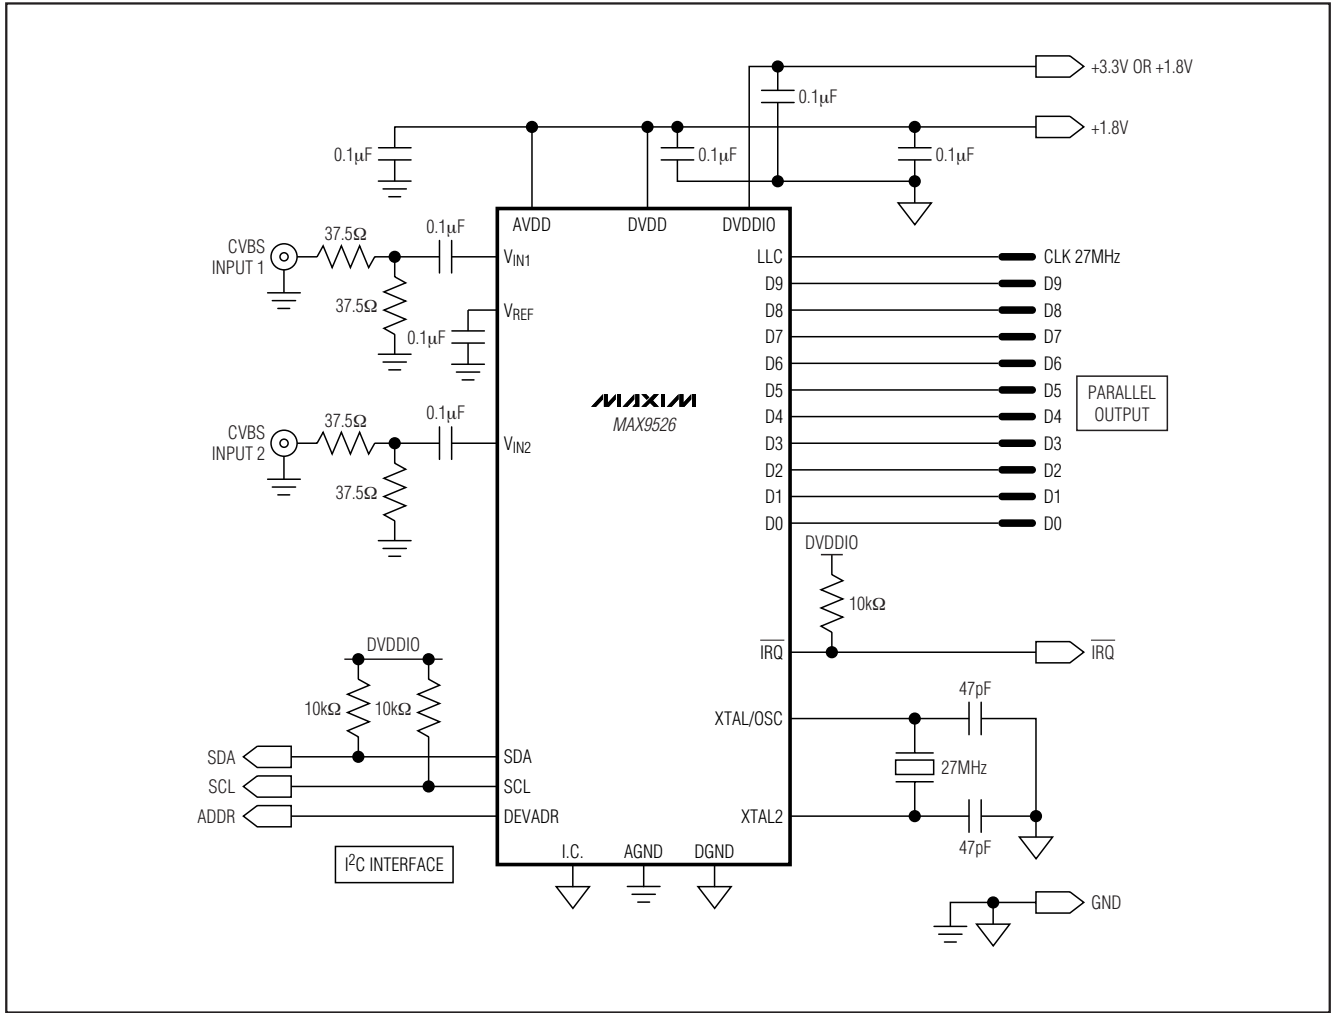 +3.3V OR +1.8V
0.1μF
+1.8V
0.1μF
0.1μF
0.1μF
AVDD
DVDD
DVDDIO
CVBS
INPUT 1
37.5Ω
0.1μF
VIN1
37.5Ω
VREF
0.1μF
CVBS
INPUT 2
37.5Ω
0.1μF
VIN2
37.5Ω
MAXIM
MAX9526
LLC
CLK 27MHz
D9
D9
D8
D8
D7
D7
D6
D6
D5
D5
D4
D4
D3
D3
D2
D2
D1
D1
D0
D0
PARALLEL
OUTPUT
DVDDIO
10kΩ
IRQ
IRQ
DVDDIO
10kΩ
10kΩ
SDA
SDA
SCL
SCL
ADDR
DEVADR
I²C INTERFACE
XTAL/OSC
47pF
27MHz
XTAL2
47pF
I.C.
AGND
DGND
GND